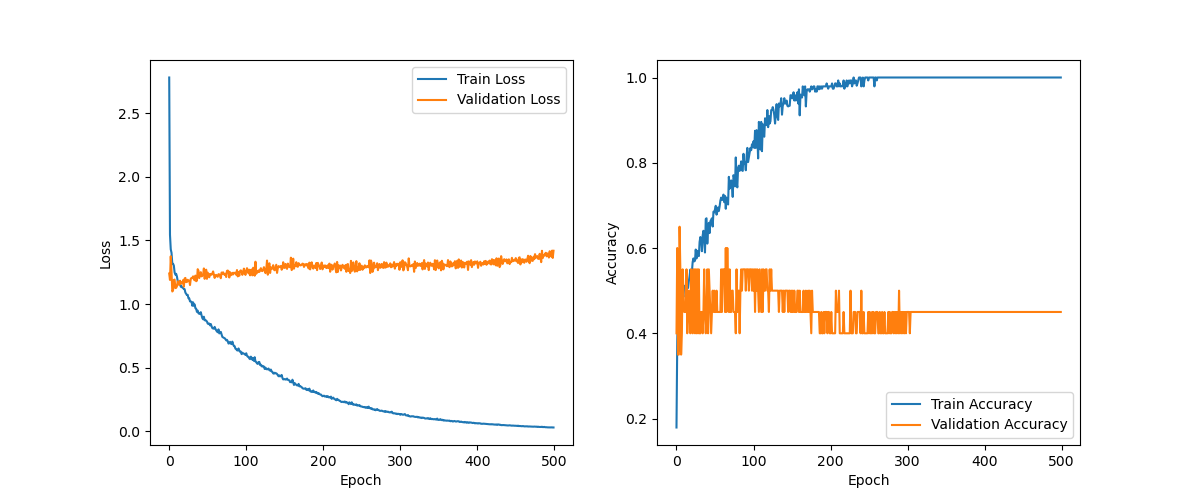 Train Loss
Validation Loss
2.5
2.0
1.5
1.0
0.5
0.0
Loss
0 100 200 300 400 500
Epoch
1.0
0.8
0.6
0.4
0.2
Accuracy
Train Accuracy
Validation Accuracy
0 100 200 300 400 500
Epoch